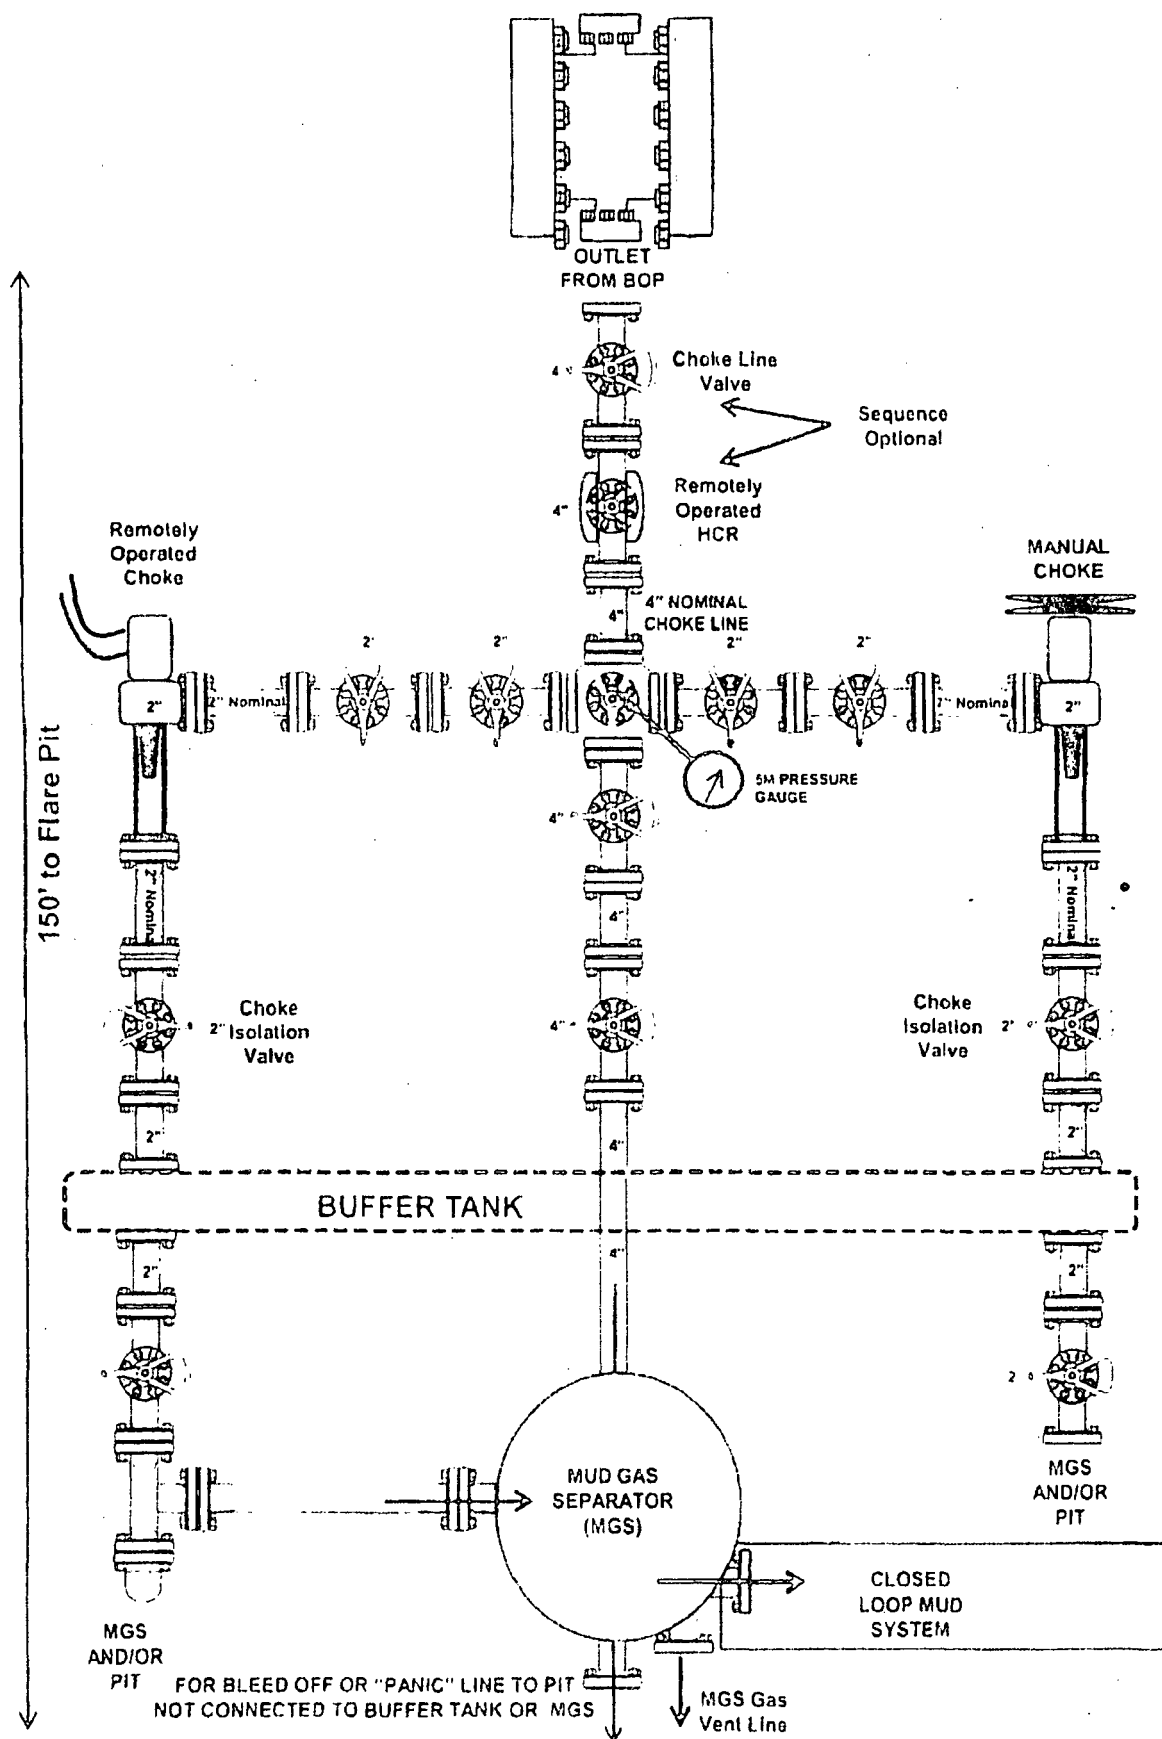 OUTLET
FROM BOP
4
Choke Line
Valve
Sequence
Optional
4"
Remotely
Operated
HCR
Remotely
Operated
Choke
MANUAL
CHOKE
4"
4" NOMINAL
CHOKE LINE
2'
2"
2"
2"
2"
2" Nominal
2" Nominal
2"
5M PRESSURE
GAUGE
4"
150' to Flare Pit
2" Nominal
4"
2" Nominal
2"
Choke
Isolation
Valve
4"
Choke
Isolation
Valve
2"
2"
4"
2"
BUFFER TANK
2"
4"
2"
2
MUD GAS
SEPARATOR
(MGS)
MGS
AND/OR
PIT
CLOSED
LOOP MUD
SYSTEM
MGS
AND/OR
PIT
FOR BLEED OFF OR "PANIC" LINE TO PIT
NOT CONNECTED TO BUFFER TANK OR MGS
MGS Gas
Vent Line